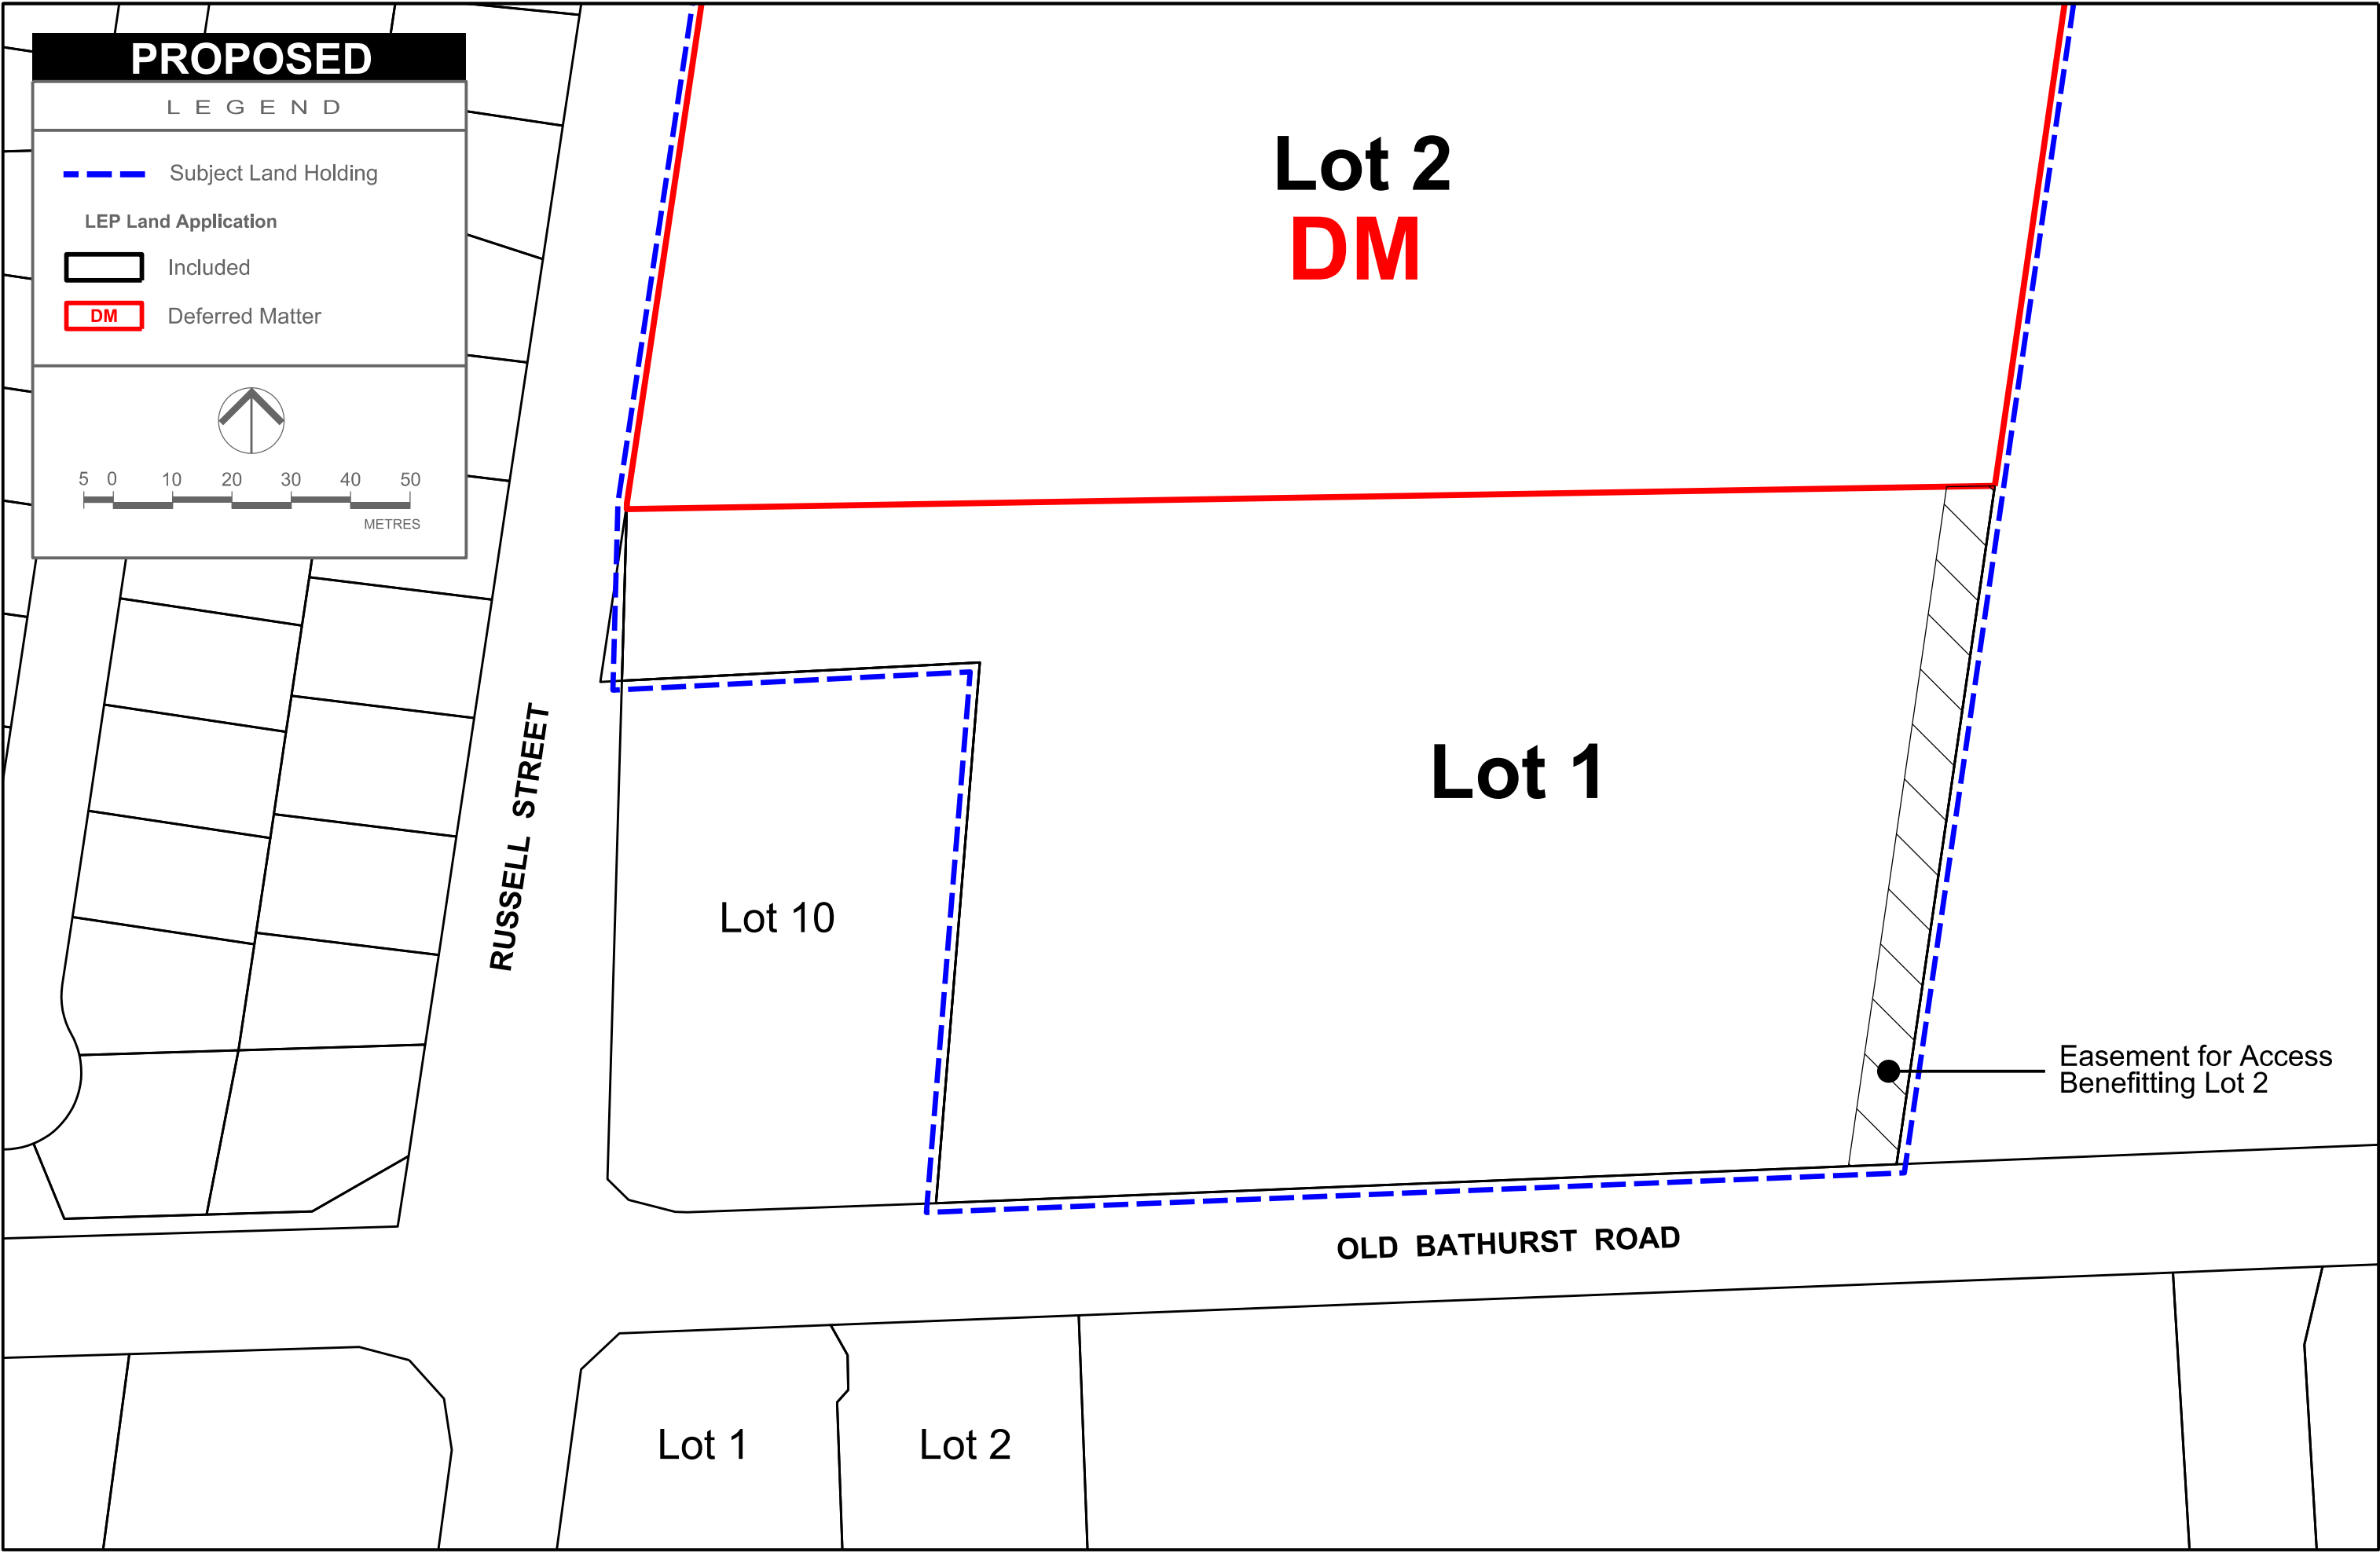 PROPOSED
LEGEND
Subject Land Holding
LEP Land Application
Included
DM Deferred Matter
5 0 10 20 30 40 50
METRES
Lot 2
DM
Lot 1
Lot 10
RUSSELL STREET
Easement for Access
Benefitting Lot 2
OLD BATHURST ROAD
Lot 1
Lot 2